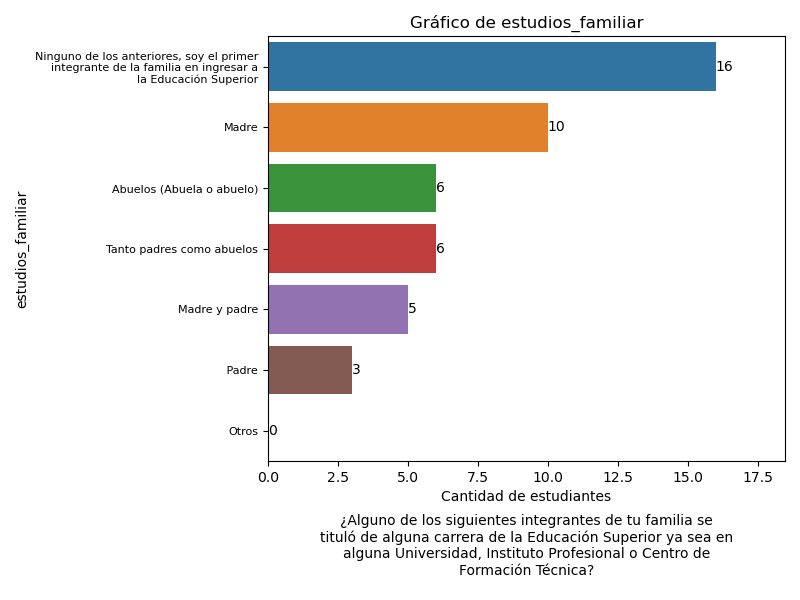 Gráfico de estudios_familiar
Ninguno de los anteriores, soy el primer
integrante de la familia en ingresar a
la Educación Superior
16
Madre
10
Abuelos (Abuela o abuelo)
6
Tanto padres como abuelos
6
Madre y padre
5
Padre
3
Otros
0
estudios_familiar
0.0 2.5 5.0 7.5 10.0 12.5 15.0 17.5
Cantidad de estudiantes
¿Alguno de los siguientes integrantes de tu familia se
tituló de alguna carrera de la Educación Superior ya sea en
alguna Universidad, Instituto Profesional o Centro de
Formación Técnica?